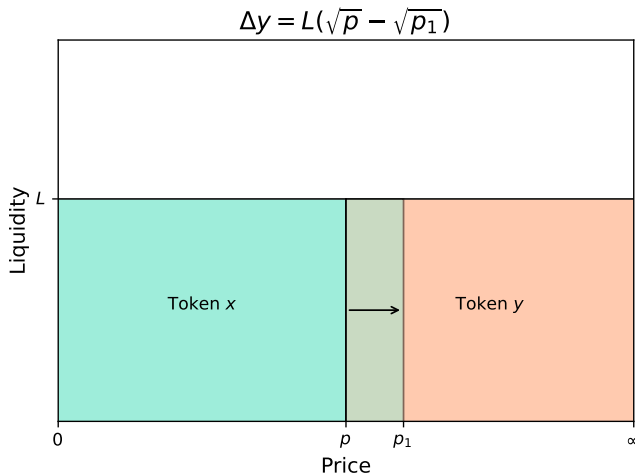 Δy = L(√p − √p₁)
Liquidity
L
Token x
Token y
0
p
p₁
∞
Price